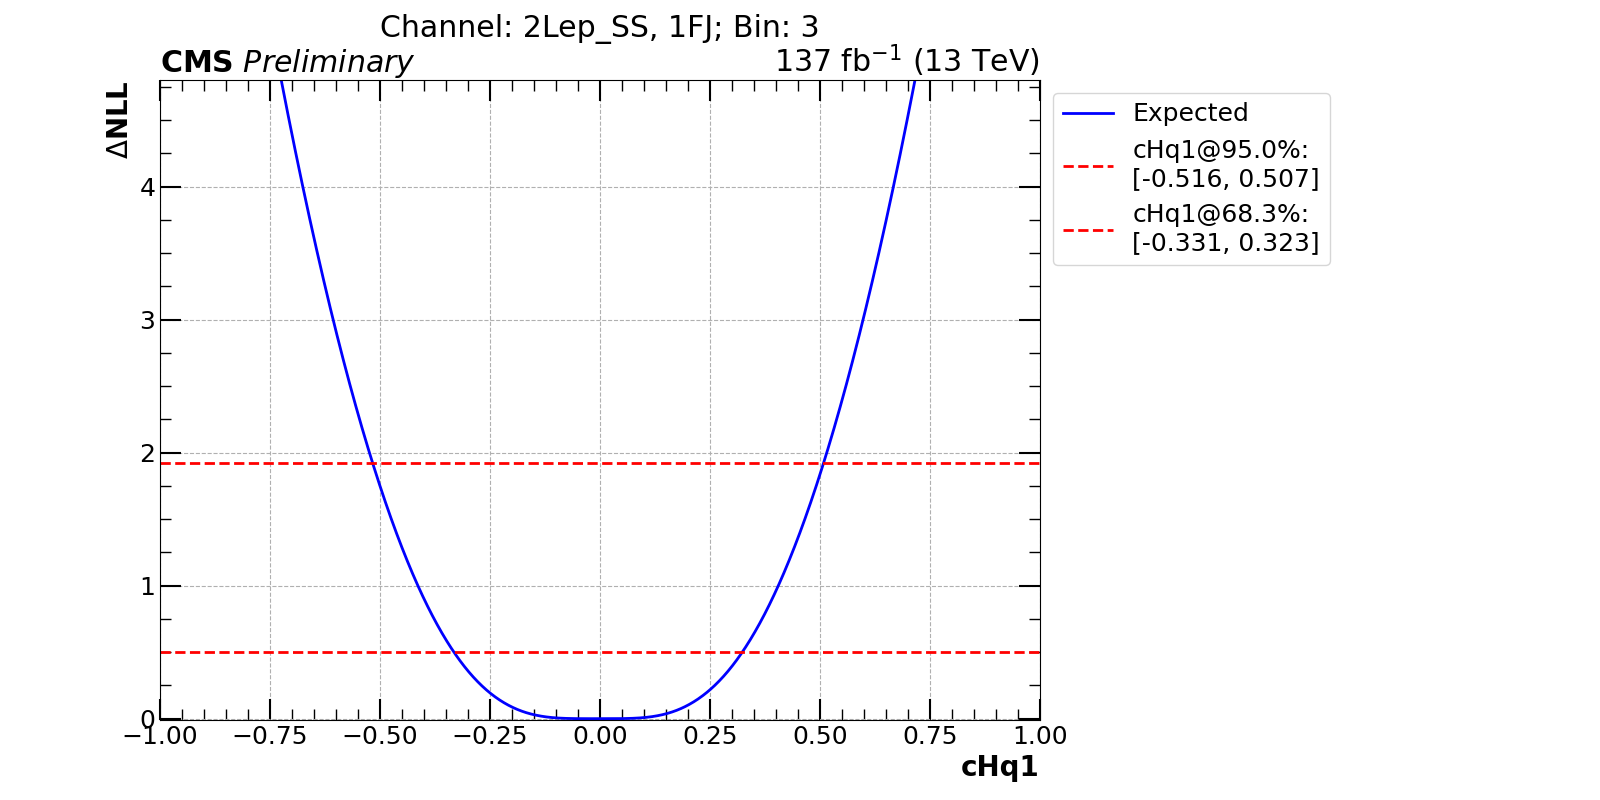 Channel: 2Lep_SS, 1FJ; Bin: 3
CMS Preliminary
137 fb⁻¹ (13 TeV)
ΔNLL
4
3
2
1
0
−1.00 −0.75 −0.50 −0.25 0.00 0.25 0.50 0.75 1.00
cHq1
Expected
cHq1@95.0%:
[-0.516, 0.507]
cHq1@68.3%:
[-0.331, 0.323]